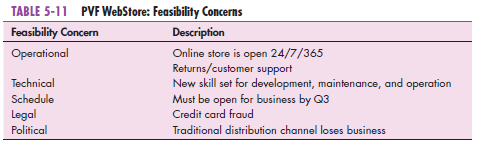 TABLE 5-11 PVF WebStore: Feasibility Concerns
Feasibility Concern Description
Operational Online store is open 24/7/365
Returns/customer support
Technical New skill set for development, maintenance, and operation
Schedule Must be open for business by Q3
Legal Credit card fraud
Political Traditional distribution channel loses business